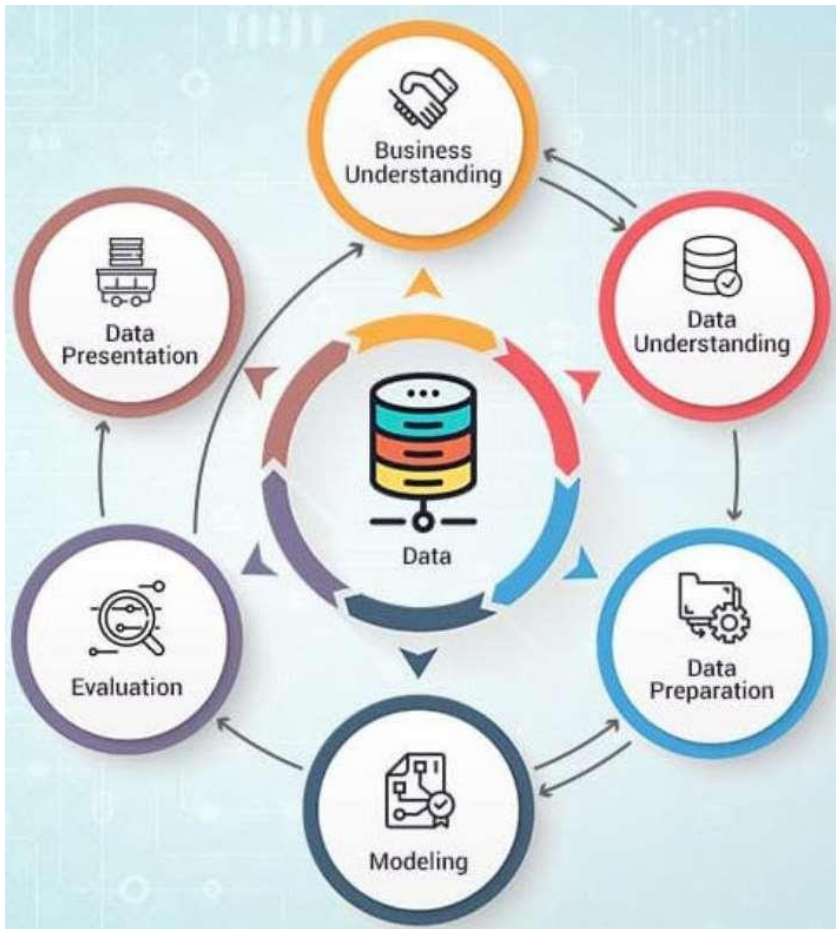 Business
Understanding
Data
Understanding
Data
Preparation
Modeling
Evaluation
Data
Presentation
Data